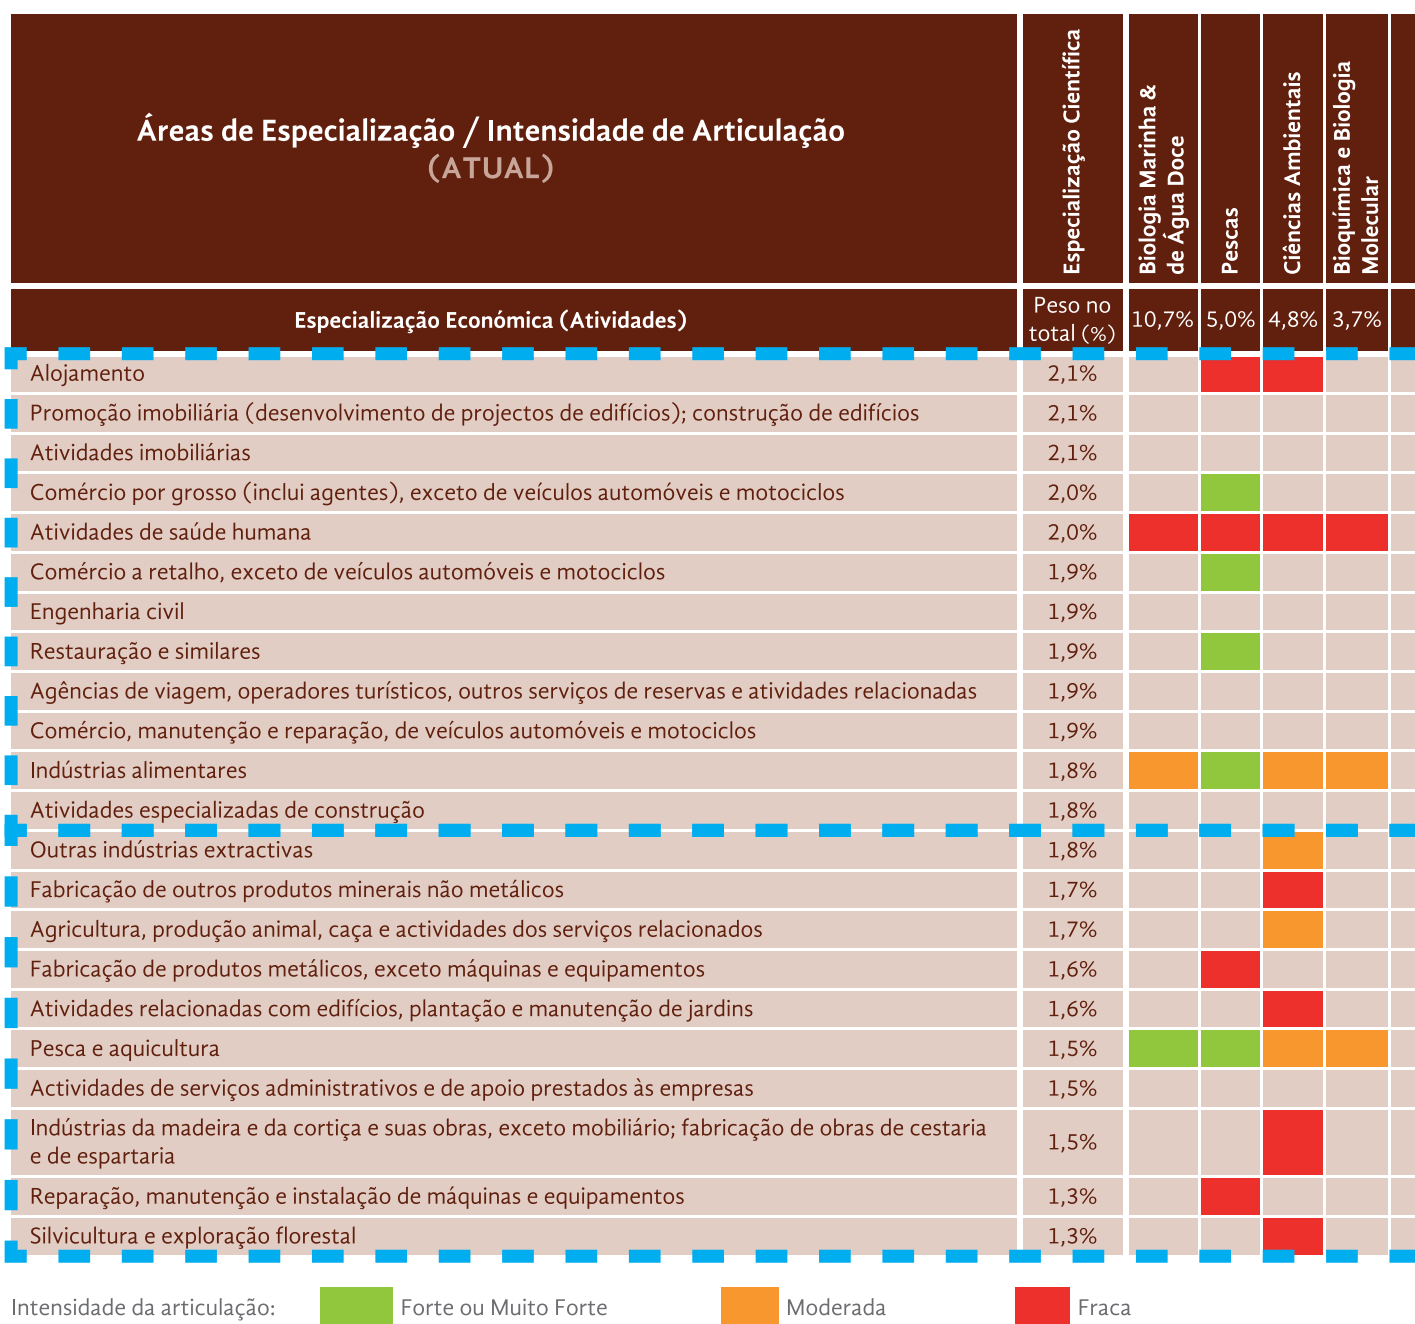 Áreas de Especialização / Intensidade de Articulação
(ATUAL)
Especialização Científica
Biologia Marinha &
de Água Doce
Pescas
Ciências Ambientais
Bioquímica e Biologia
Molecular
Especialização Económica (Atividades)
Peso no
total (%)
10,7% 5,0% 4,8% 3,7%
Alojamento 2,1%
Promoção imobiliária (desenvolvimento de projectos de edifícios); construção de edifícios 2,1%
Atividades imobiliárias 2,1%
Comércio por grosso (inclui agentes), exceto de veículos automóveis e motociclos 2,0%
Atividades de saúde humana 2,0%
Comércio a retalho, exceto de veículos automóveis e motociclos 1,9%
Engenharia civil 1,9%
Restauração e similares 1,9%
Agências de viagem, operadores turísticos, outros serviços de reservas e atividades relacionadas 1,9%
Comércio, manutenção e reparação, de veículos automóveis e motociclos 1,9%
Indústrias alimentares 1,8%
Atividades especializadas de construção 1,8%
Outras indústrias extractivas 1,8%
Fabricação de outros produtos minerais não metálicos 1,7%
Agricultura, produção animal, caça e actividades dos serviços relacionados 1,7%
Fabricação de produtos metálicos, exceto máquinas e equipamentos 1,6%
Atividades relacionadas com edifícios, plantação e manutenção de jardins 1,6%
Pesca e aquicultura 1,5%
Actividades de serviços administrativos e de apoio prestados às empresas 1,5%
Indústrias da madeira e da cortiça e suas obras, exceto mobiliário; fabricação de obras de cestaria
e de espartaria 1,5%
Reparação, manutenção e instalação de máquinas e equipamentos 1,3%
Silvicultura e exploração florestal 1,3%
Intensidade da articulação: Forte ou Muito Forte Moderada Fraca